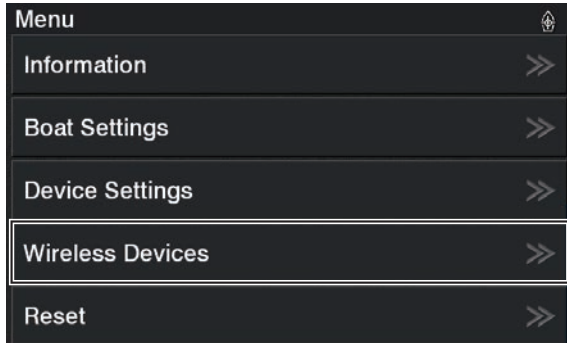 Menu
Information
Boat Settings
Device Settings
Wireless Devices
Reset